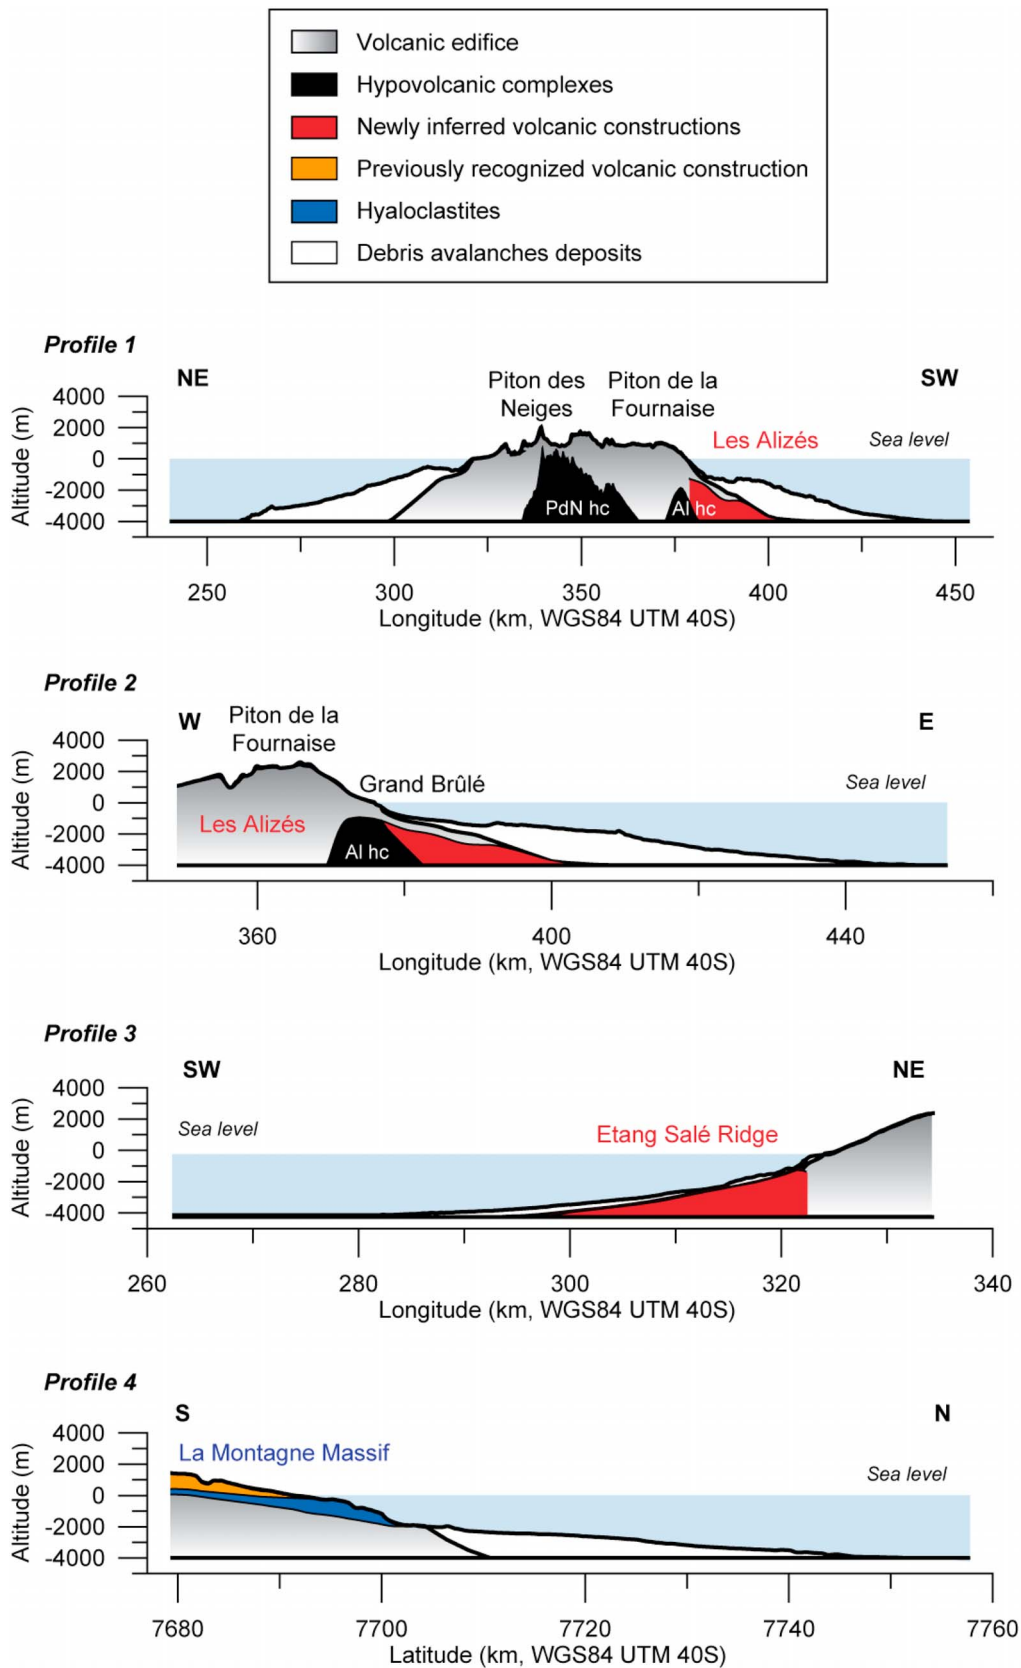 Volcanic edifice
Hypovolcanic complexes
Newly inferred volcanic constructions
Previously recognized volcanic construction
Hyaloclastites
Debris avalanches deposits
Profile 1
NE
SW
Piton des
Neiges
Piton de la
Fournaise
Les Alizés
Sea level
4000
2000
0
-2000
-4000
Altitude (m)
PdN hc
Al hc
250 300 350 400 450
Longitude (km, WGS84 UTM 40S)
Profile 2
W
E
Piton de la
Fournaise
Grand Brûlé
Sea level
Les Alizés
Al hc
4000
2000
0
-2000
-4000
Altitude (m)
360 400 440
Longitude (km, WGS84 UTM 40S)
Profile 3
SW
NE
Sea level
Etang Salé Ridge
4000
2000
0
-2000
-4000
Altitude (m)
260 280 300 320 340
Longitude (km, WGS84 UTM 40S)
Profile 4
S
N
La Montagne Massif
Sea level
4000
2000
0
-2000
-4000
Altitude (m)
7680 7700 7720 7740 7760
Latitude (km, WGS84 UTM 40S)